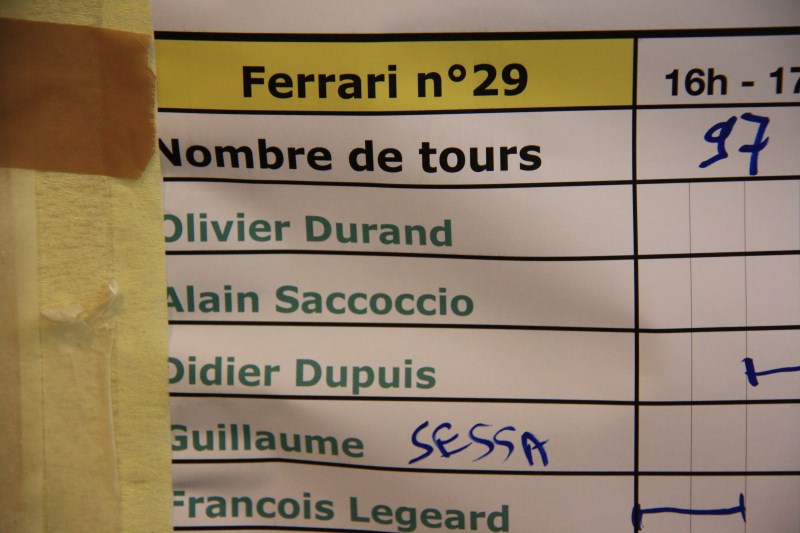 Ferrari n°29 16h - 17
Nombre de tours 97
Olivier Durand
Alain Saccoccio
Didier Dupuis
Guillaume SESSA
Francois Legeard